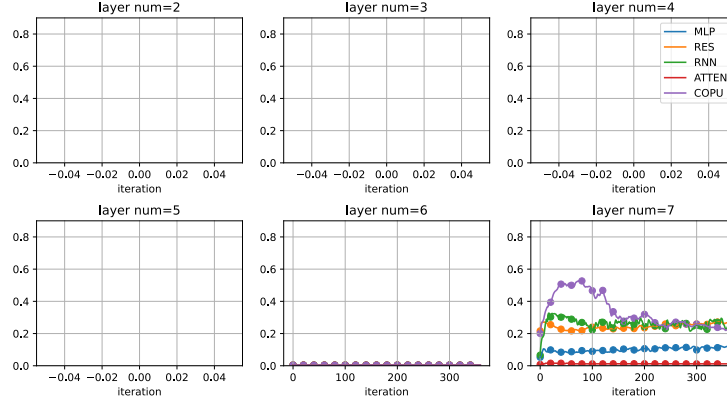 layer num=2
0.8
0.6
0.4
0.2
0.0
−0.04 −0.02 0.00 0.02 0.04
iteration
layer num=3
0.8
0.6
0.4
0.2
0.0
−0.04 −0.02 0.00 0.02 0.04
iteration
layer num=4
0.8
0.6
0.4
0.2
0.0
−0.04 −0.02 0.00 0.02 0.04
iteration
MLP
RES
RNN
ATTEN
COPU
layer num=5
0.8
0.6
0.4
0.2
0.0
−0.04 −0.02 0.00 0.02 0.04
iteration
layer num=6
0.8
0.6
0.4
0.2
0.0
0 100 200 300
iteration
layer num=7
0.8
0.6
0.4
0.2
0.0
0 100 200 300
iteration